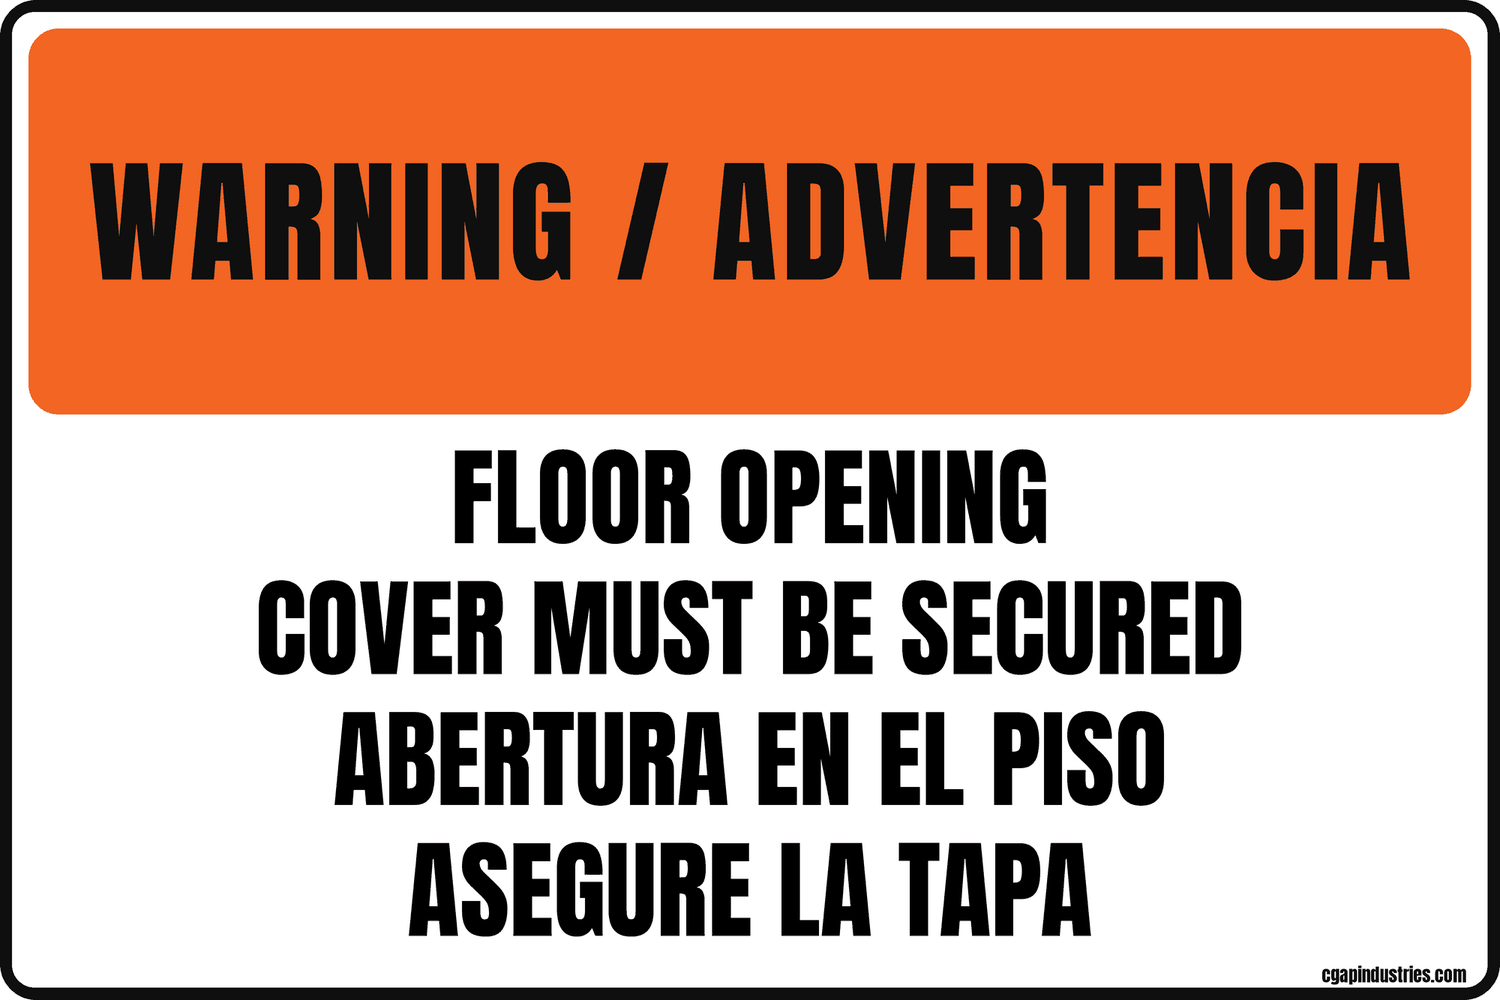 WARNING / ADVERTENCIA
FLOOR OPENING
COVER MUST BE SECURED
ABERTURA EN EL PISO
ASEGURE LA TAPA
cgapindustries.com